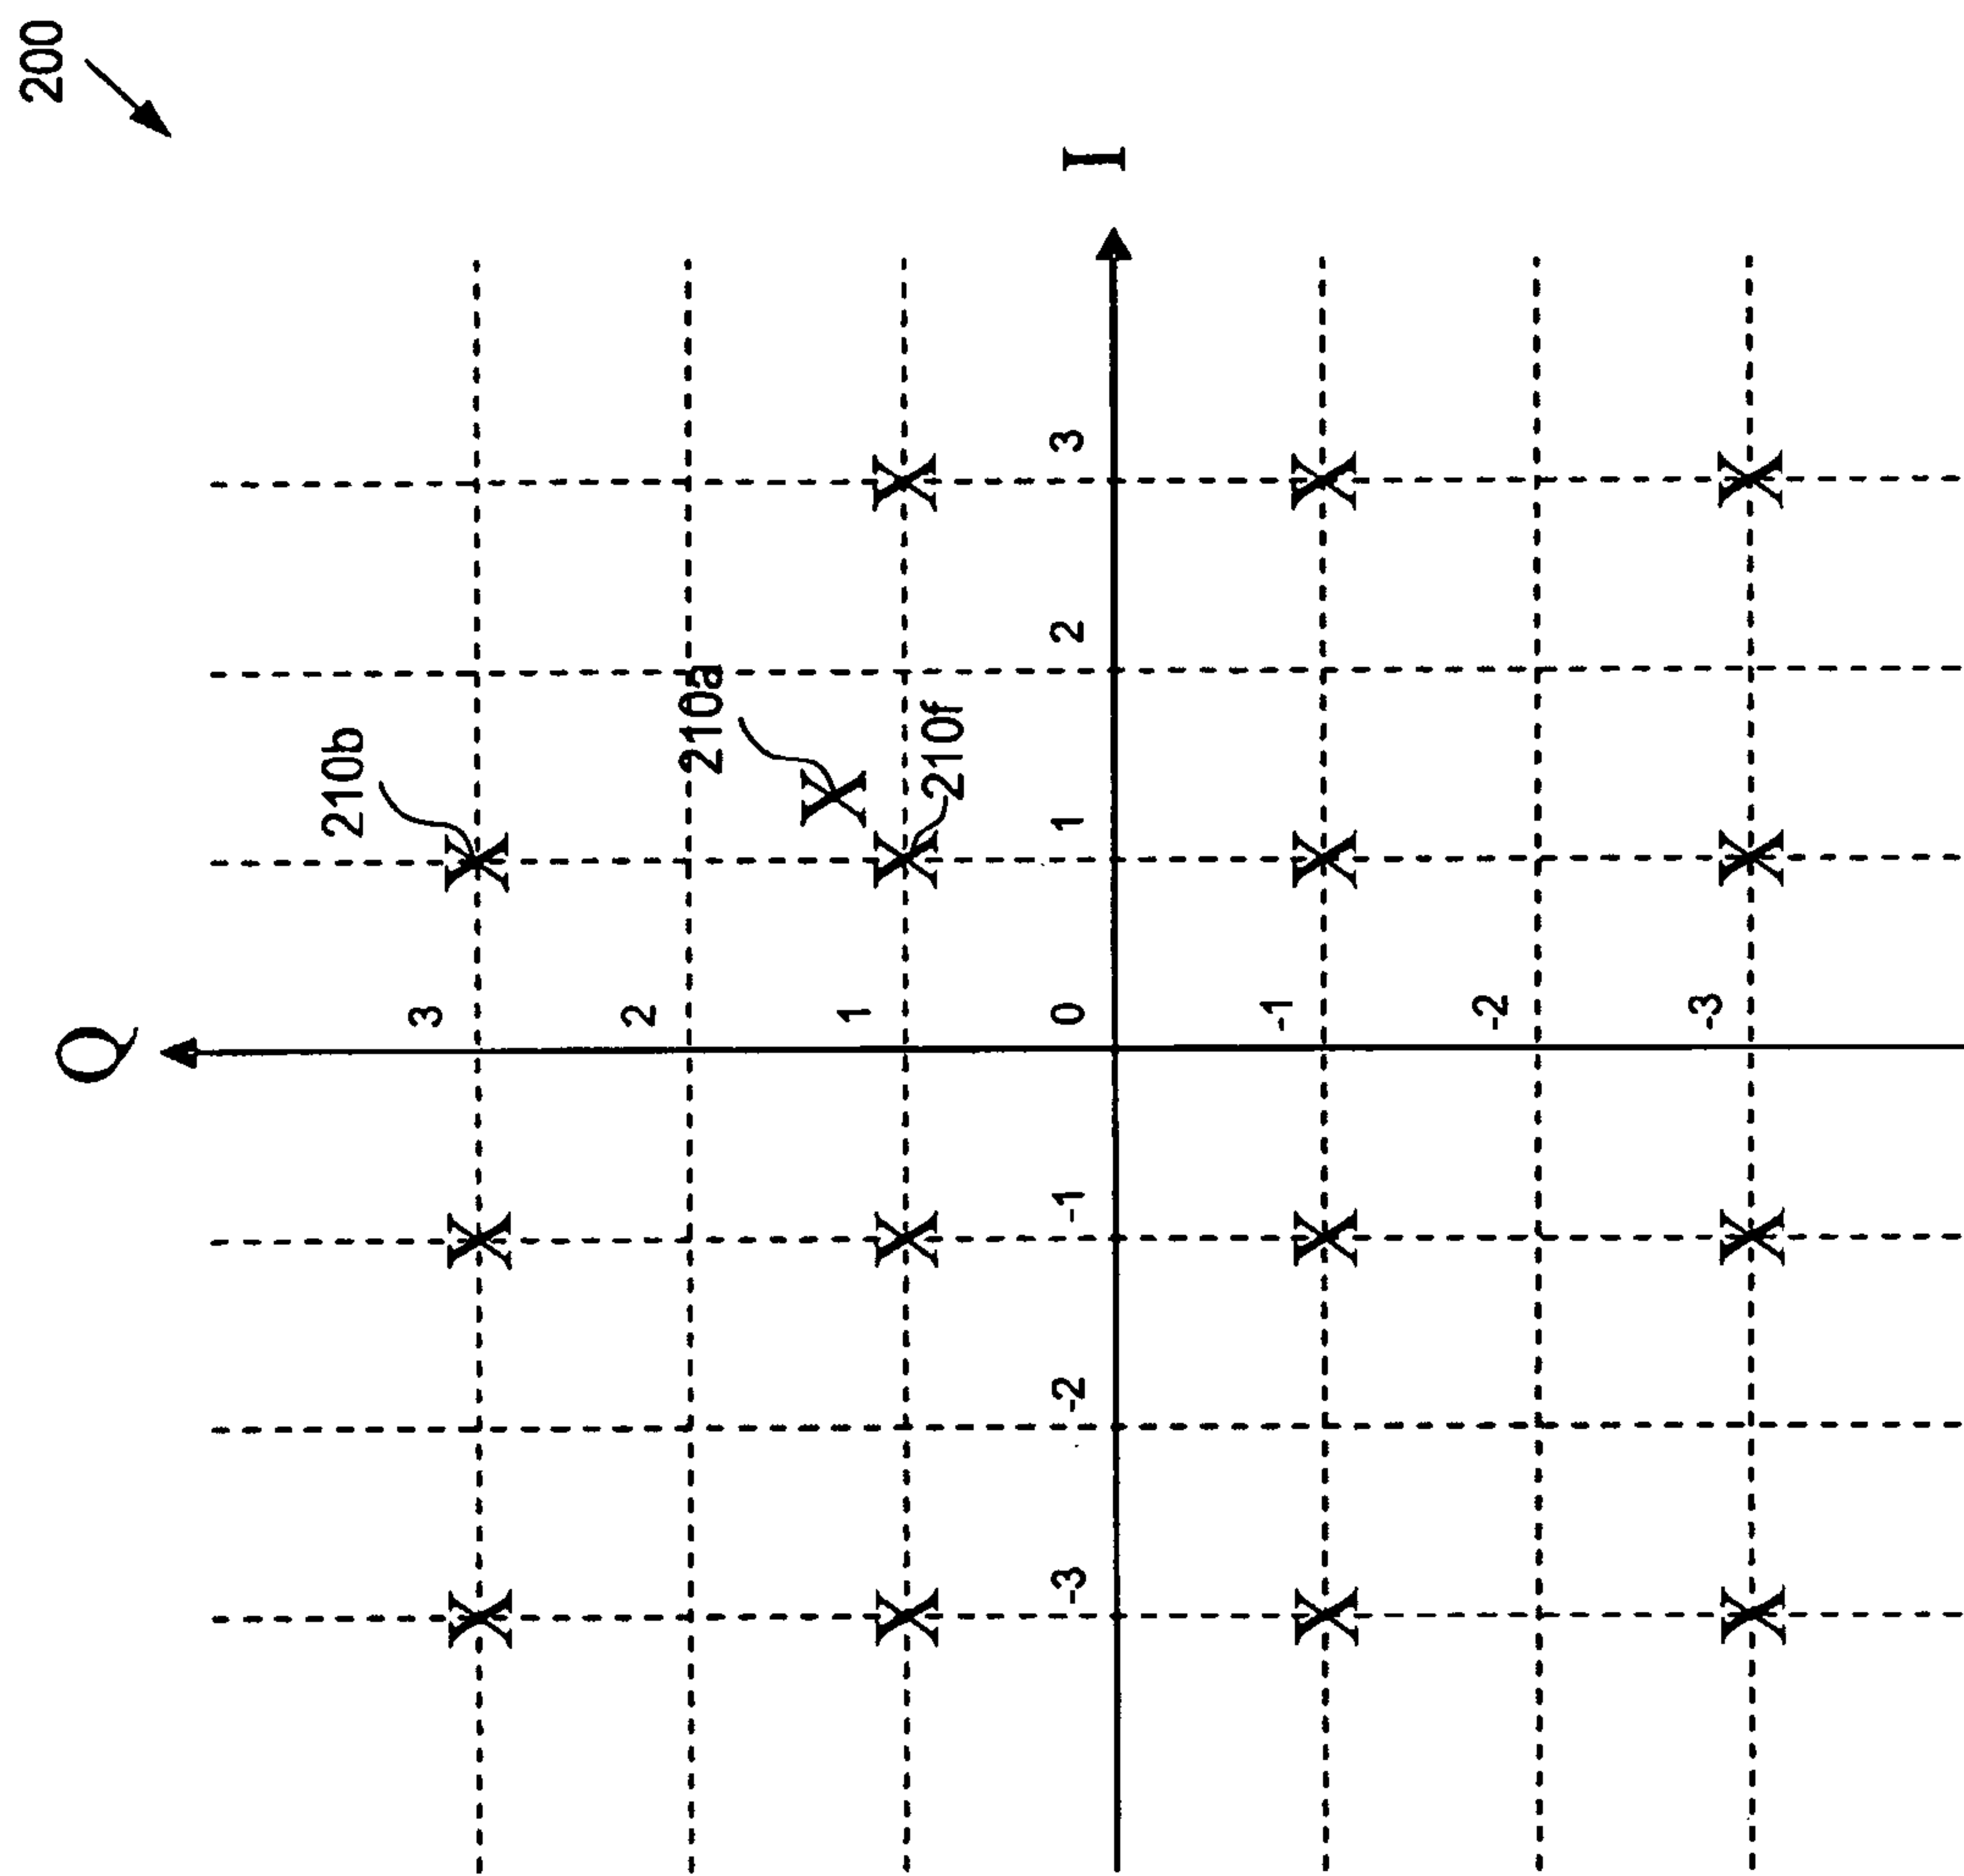 200
Q
210b
3
X X X
2
210a
1
X
X X X X
210f
-3 -2 -1 0 1 2 3
I
-1
X X X X
-2
-3
X X X X